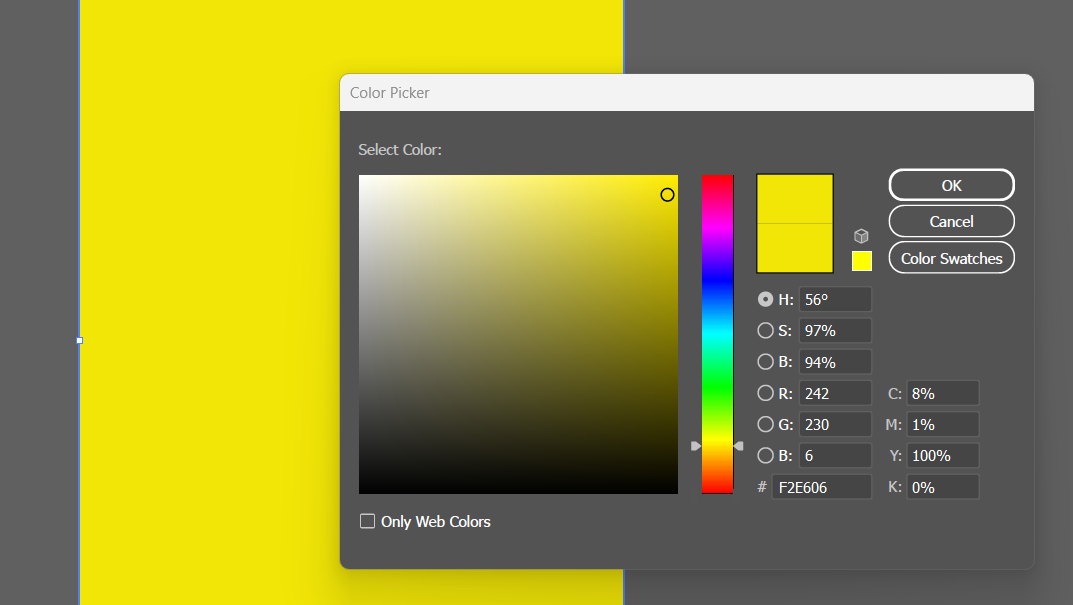 Color Picker
Select Color:
OK
Cancel
Color Swatches
H: 56°
S: 97%
B: 94%
R: 242 C: 8%
G: 230 M: 1%
B: 6 Y: 100%
# F2E606 K: 0%
Only Web Colors